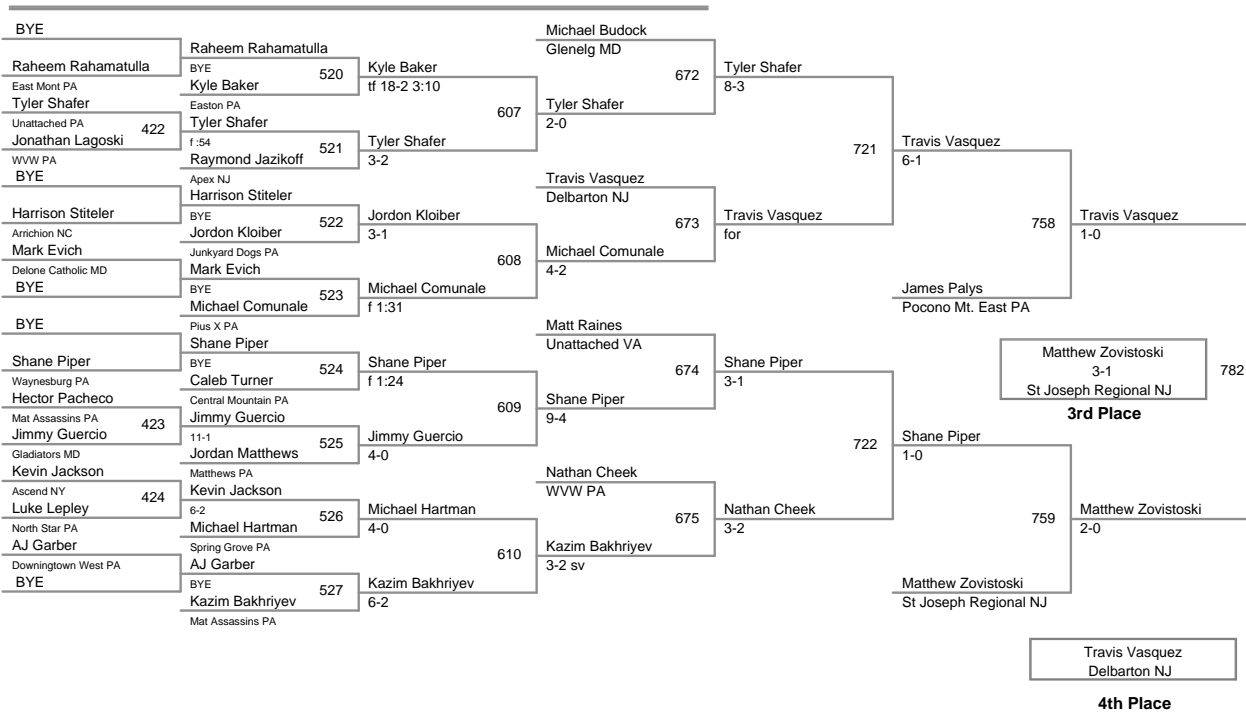 BYE
Raheem Rahamatulla
East Mont PA
Tyler Shafer
Unattached PA
422
Jonathan Lagoski
WVW PA
BYE
Harrison Stiteler
Arrichion NC
Mark Evich
Delone Catholic MD
BYE
BYE
Shane Piper
Waynesburg PA
Hector Pacheco
Mat Assassins PA
423
Jimmy Guercio
Gladiators MD
Kevin Jackson
Ascend NY
424
Luke Lepley
North Star PA
AJ Garber
Downingtown West PA
BYE
Raheem Rahamatulla
BYE
520
Kyle Baker
Easton PA
Tyler Shafer
f :54
521
Raymond Jazikoff
Apex NJ
Harrison Stiteler
BYE
522
Jordon Kloiber
Junkyard Dogs PA
Mark Evich
BYE
523
Michael Comunale
Pius X PA
Shane Piper
BYE
524
Caleb Turner
Central Mountain PA
Jimmy Guercio
11-1
525
Jordan Matthews
Matthews PA
Kevin Jackson
6-2
526
Michael Hartman
Spring Grove PA
AJ Garber
BYE
527
Kazim Bakhriyev
Mat Assassins PA
Kyle Baker
tf 18-2 3:10
607
Tyler Shafer
3-2
Jordon Kloiber
3-1
608
Michael Comunale
f 1:31
Shane Piper
f 1:24
609
Jimmy Guercio
4-0
Michael Hartman
4-0
610
Kazim Bakhriyev
6-2
Michael Budock
Glenelg MD
672
Tyler Shafer
2-0
Travis Vasquez
Delbarton NJ
673
Michael Comunale
4-2
Matt Raines
Unattached VA
674
Shane Piper
9-4
Nathan Cheek
WVW PA
675
Kazim Bakhriyev
3-2 sv
Tyler Shafer
8-3
721
Travis Vasquez
for
Shane Piper
3-1
722
Nathan Cheek
3-2
Travis Vasquez
6-1
758
James Palys
Pocono Mt. East PA
Shane Piper
1-0
759
Matthew Zovistoski
St Joseph Regional NJ
Travis Vasquez
1-0
Matthew Zovistoski
3-1
St Joseph Regional NJ
782
3rd Place
Matthew Zovistoski
2-0
Travis Vasquez
Delbarton NJ
4th Place